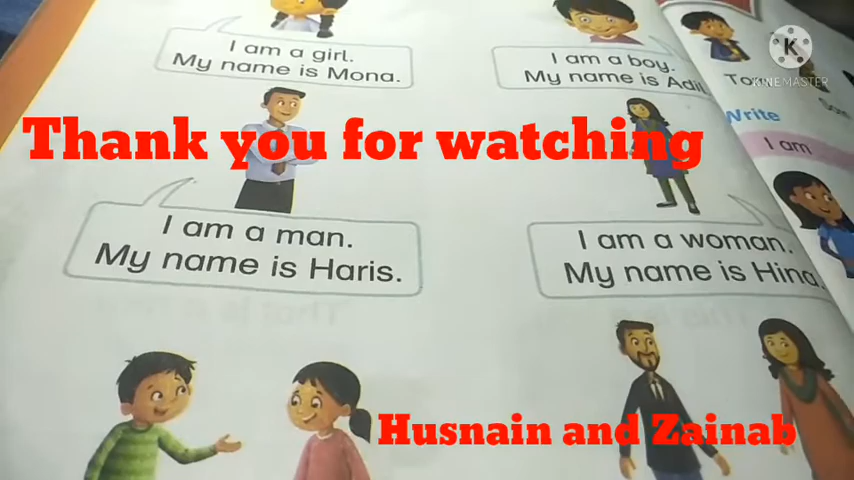 I am a girl.
My name is Mona.
I am a boy.
My name is Adil.
KINEMASTER
Write
I am
Thank you for watching
I am a man.
My name is Haris.
I am a woman.
My name is Hina.
Husnain and Zainab